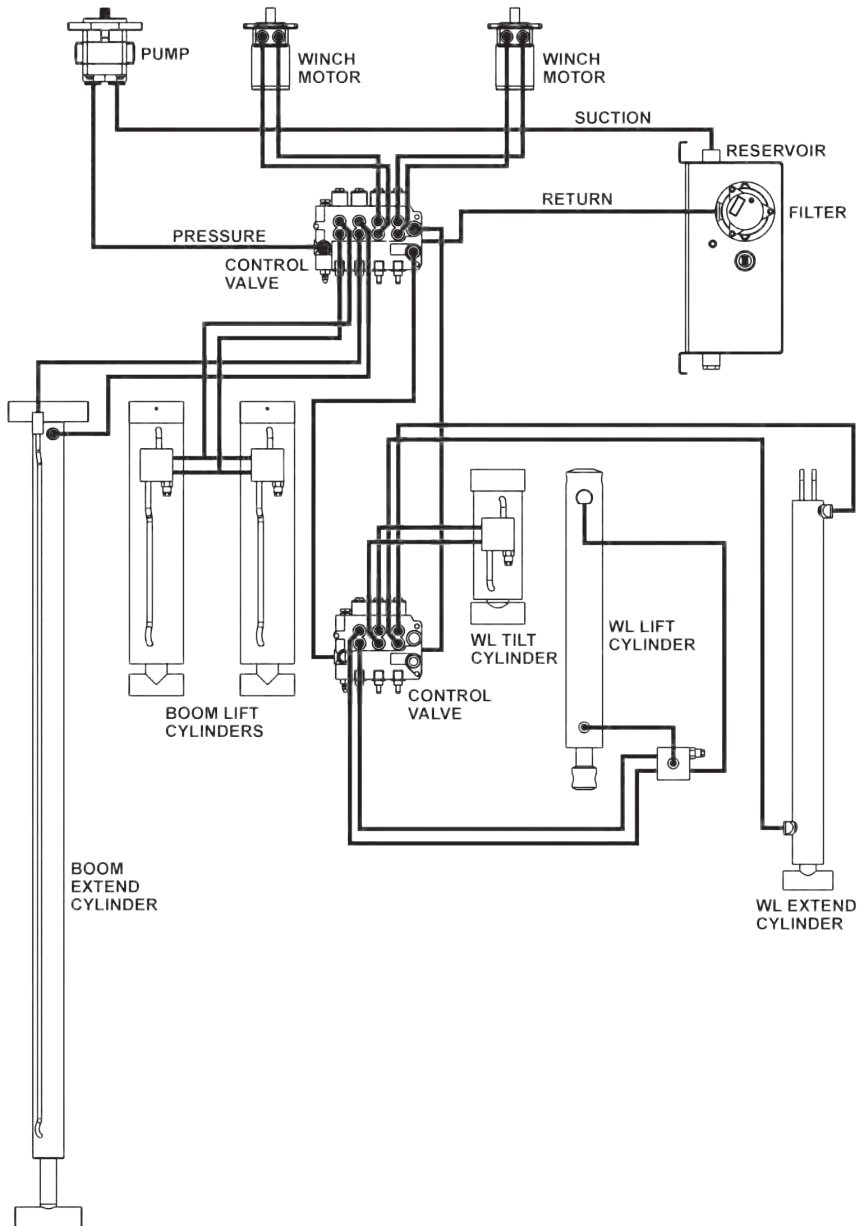 PUMP
WINCH
MOTOR
WINCH
MOTOR
SUCTION
RESERVOIR
RETURN
FILTER
PRESSURE
CONTROL
VALVE
WL TILT
CYLINDER
WL LIFT
CYLINDER
CONTROL
VALVE
BOOM LIFT
CYLINDERS
BOOM
EXTEND
CYLINDER
WL EXTEND
CYLINDER